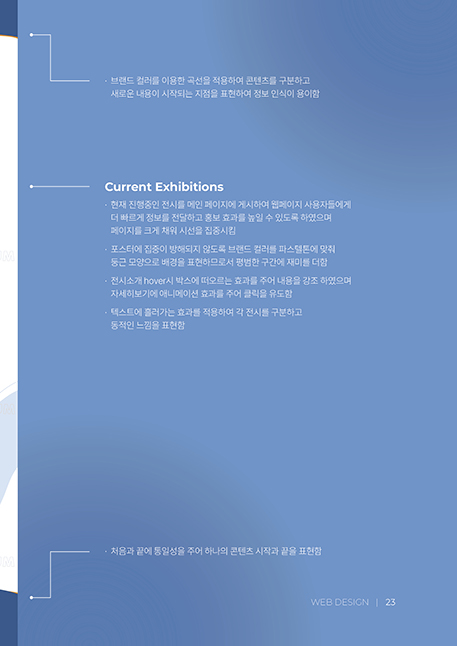 · 브랜드 컬러를 이용한 곡선을 적용하여 콘텐츠를 구분하고
새로운 내용이 시작되는 지점을 표현하여 정보 인식이 용이함
Current Exhibitions
· 현재 진행중인 전시를 메인 페이지에 게시하여 웹페이지 사용자들에게
더 빠르게 정보를 전달하고 홍보 효과를 높일 수 있도록 하였으며
페이지를 크게 채워 시선을 집중시킴
· 포스터에 집중이 방해되지 않도록 브랜드 컬러를 파스텔톤에 맞춰
둥근 모양으로 배경을 표현하므로서 평범한 구간에 재미를 더함
· 전시소개 hover시 박스에 떠오르는 효과를 주어 내용을 강조 하였으며
자세히보기에 애니메이션 효과를 주어 클릭을 유도함
· 텍스트에 흘러가는 효과를 적용하여 각 전시를 구분하고
동적인 느낌을 표현함
· 처음과 끝에 통일성을 주어 하나의 콘텐츠 시작과 끝을 표현함
WEB DESIGN | 23